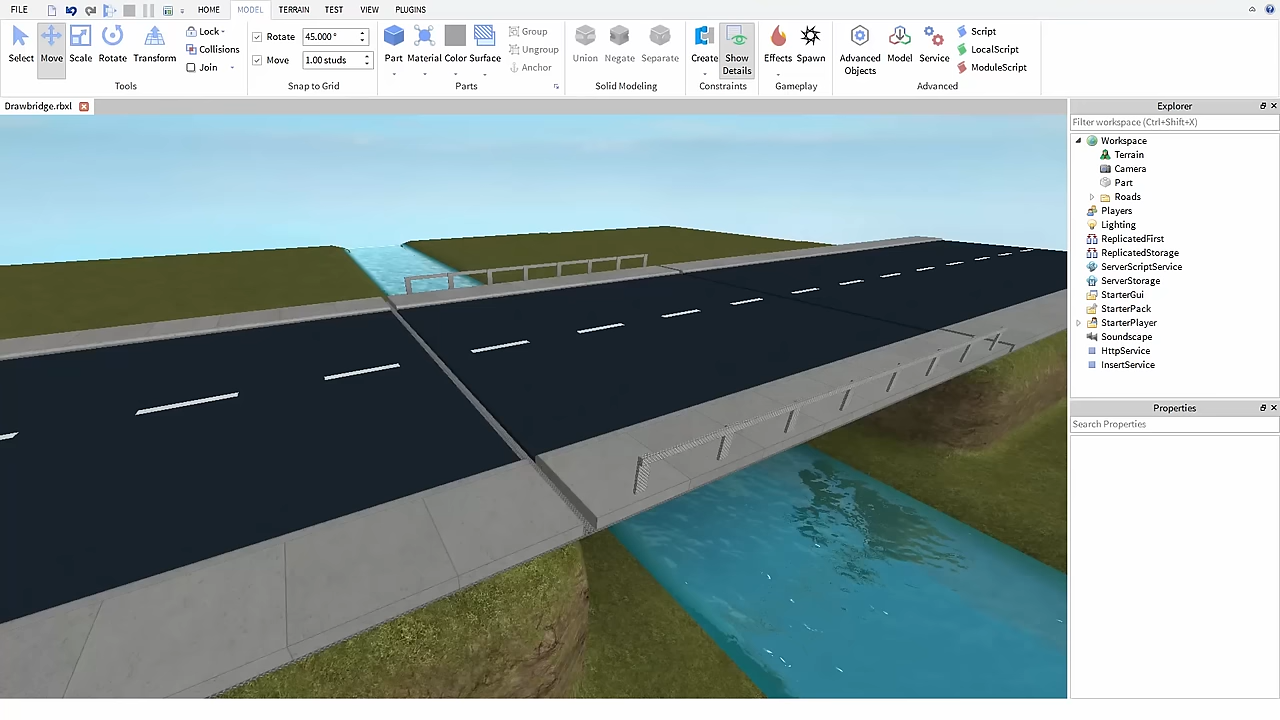 FILE HOME MODEL TERRAIN TEST VIEW PLUGINS
Select Move Scale Rotate Transform
Lock
Collisions
Join
Tools
Rotate 45.000 °
Move 1.00 studs
Snap to Grid
Part Material Color Surface
Group
Ungroup
Anchor
Parts
Union Negate Separate
Solid Modeling
Create Show Details
Constraints
Effects Spawn
Gameplay
Advanced Objects Model Service
Script
LocalScript
ModuleScript
Advanced
Drawbridge.rbxl
Explorer
Filter workspace (Ctrl+Shift+X)
Workspace
Terrain
Camera
Part
Roads
Players
Lighting
ReplicatedFirst
ReplicatedStorage
ServerScriptService
ServerStorage
StarterGui
StarterPack
StarterPlayer
Soundscape
HttpService
InsertService
Properties
Search Properties